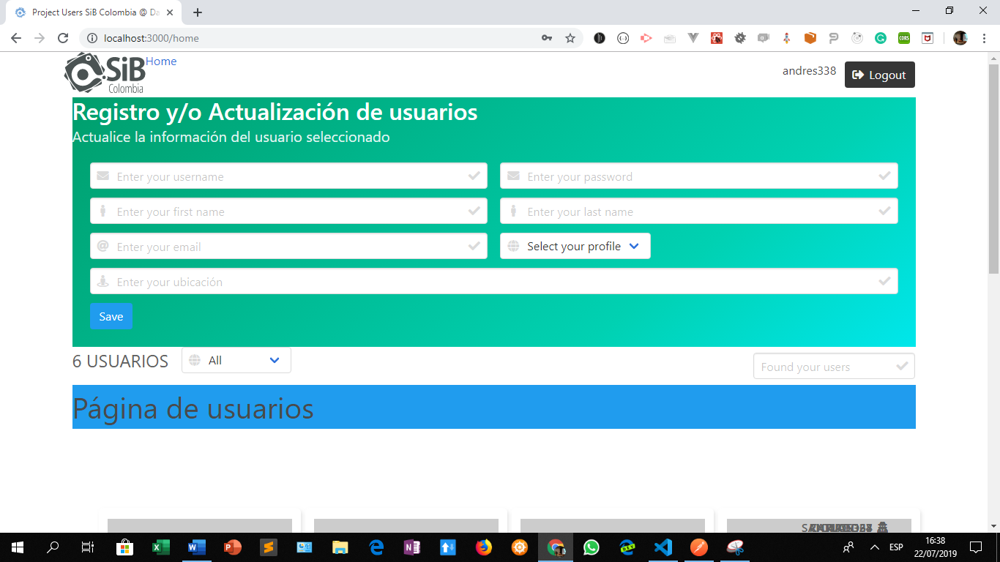 Project Users SiB Colombia @ Da
localhost:3000/home
SiB
Colombia
Home
andres338
Logout
Registro y/o Actualización de usuarios
Actualice la información del usuario seleccionado
Enter your username
Enter your password
Enter your first name
Enter your last name
Enter your email
Select your profile
Enter your ubicación
Save
6 USUARIOS
All
Found your users
Página de usuarios
ESP
16:38
22/07/2019